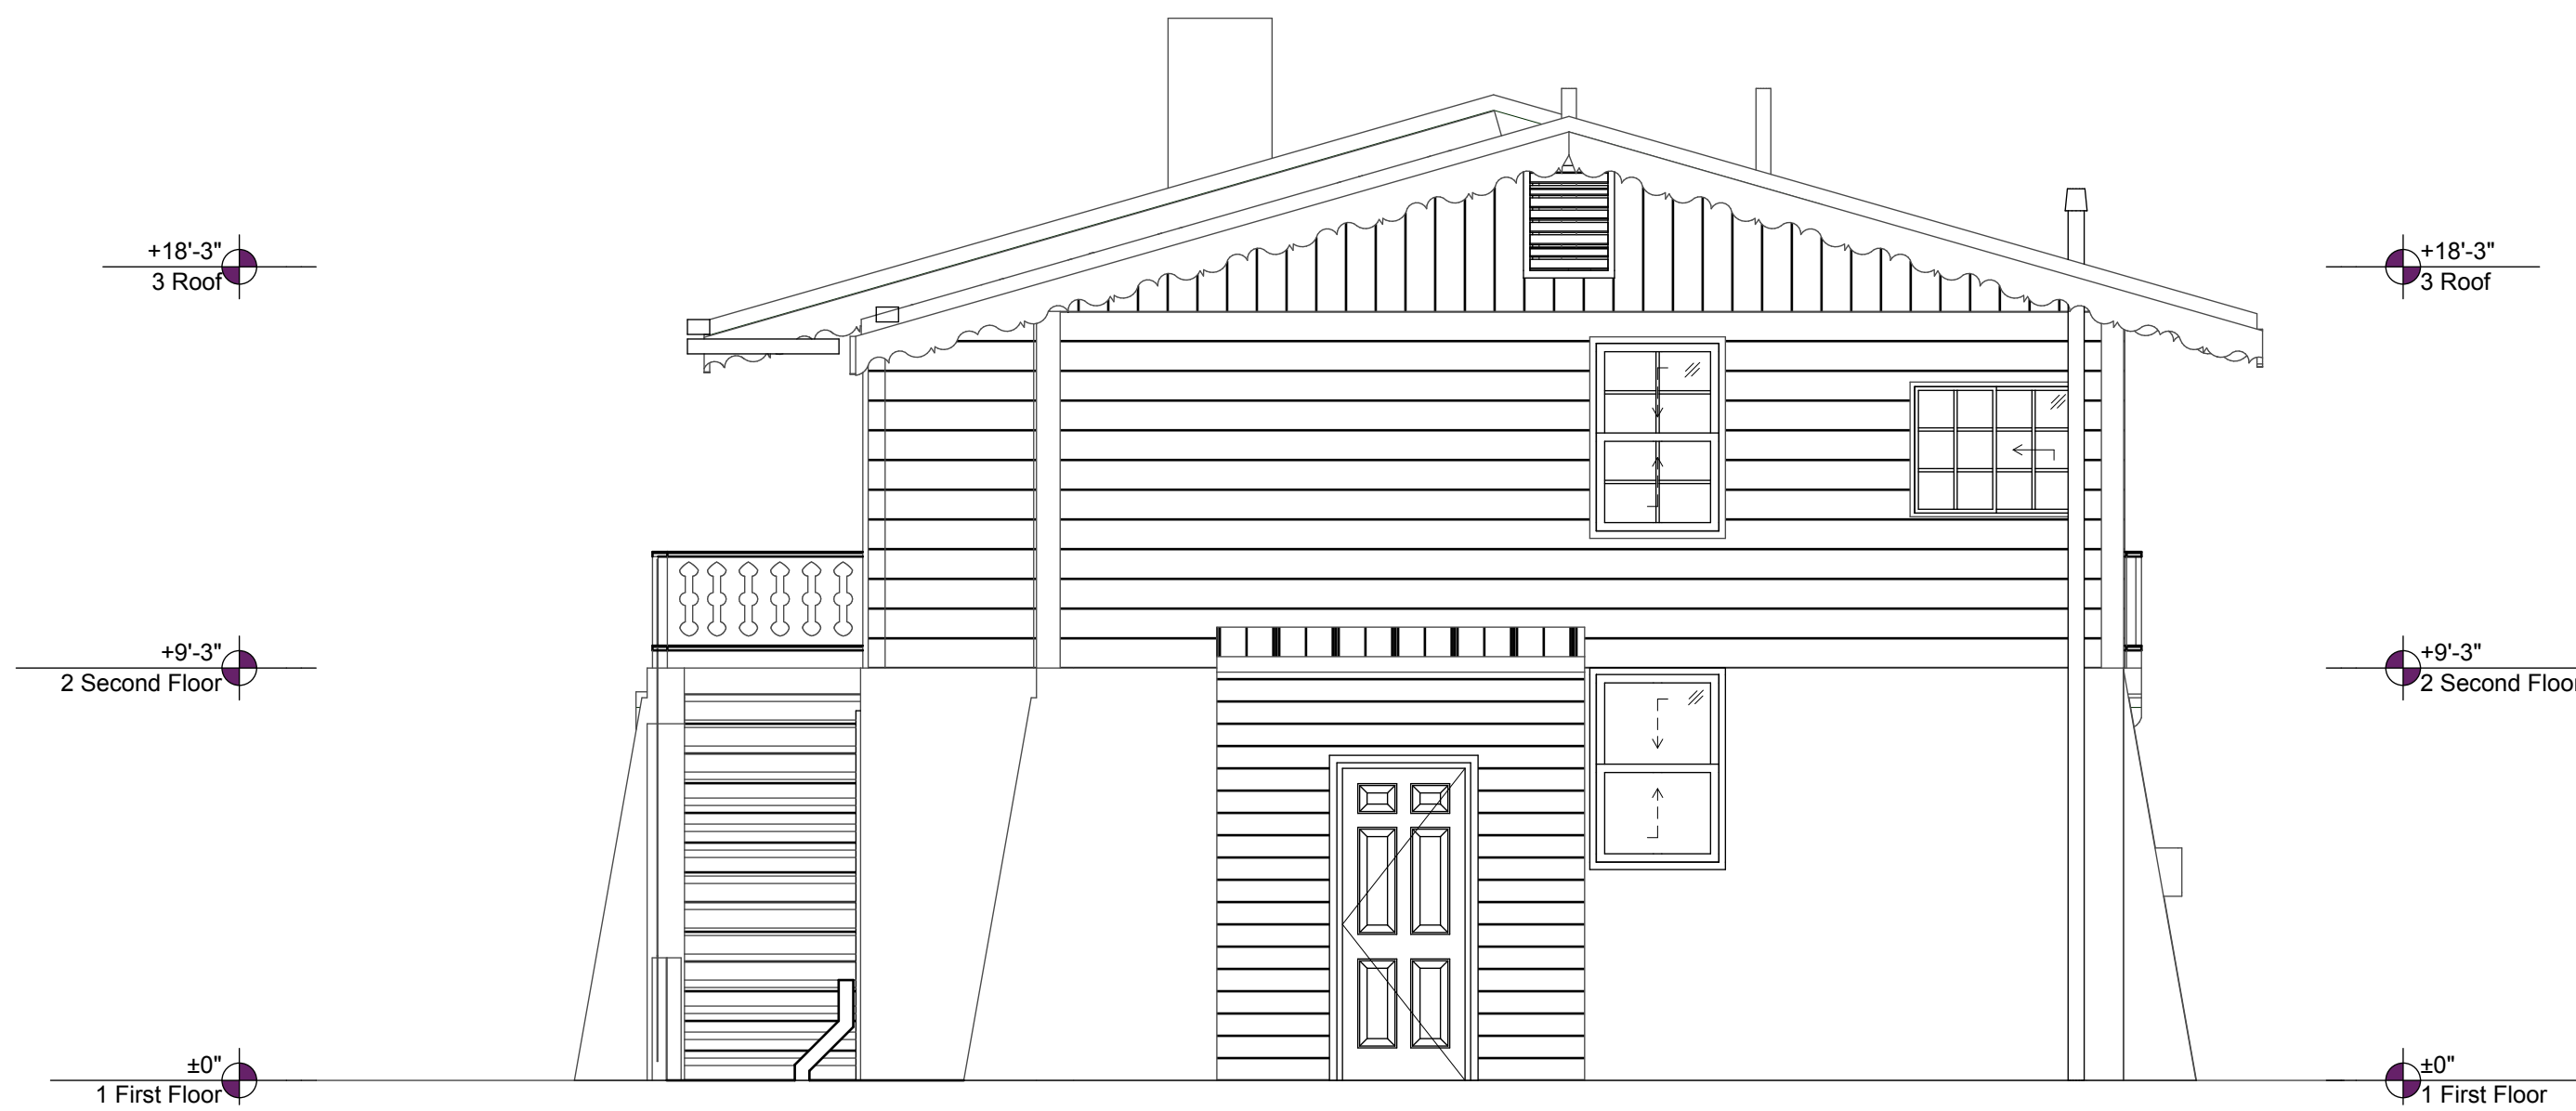 +18'-3"
3 Roof
+18'-3"
3 Roof
+9'-3"
2 Second Floor
+9'-3"
2 Second Floor
±0"
1 First Floor
±0"
1 First Floor